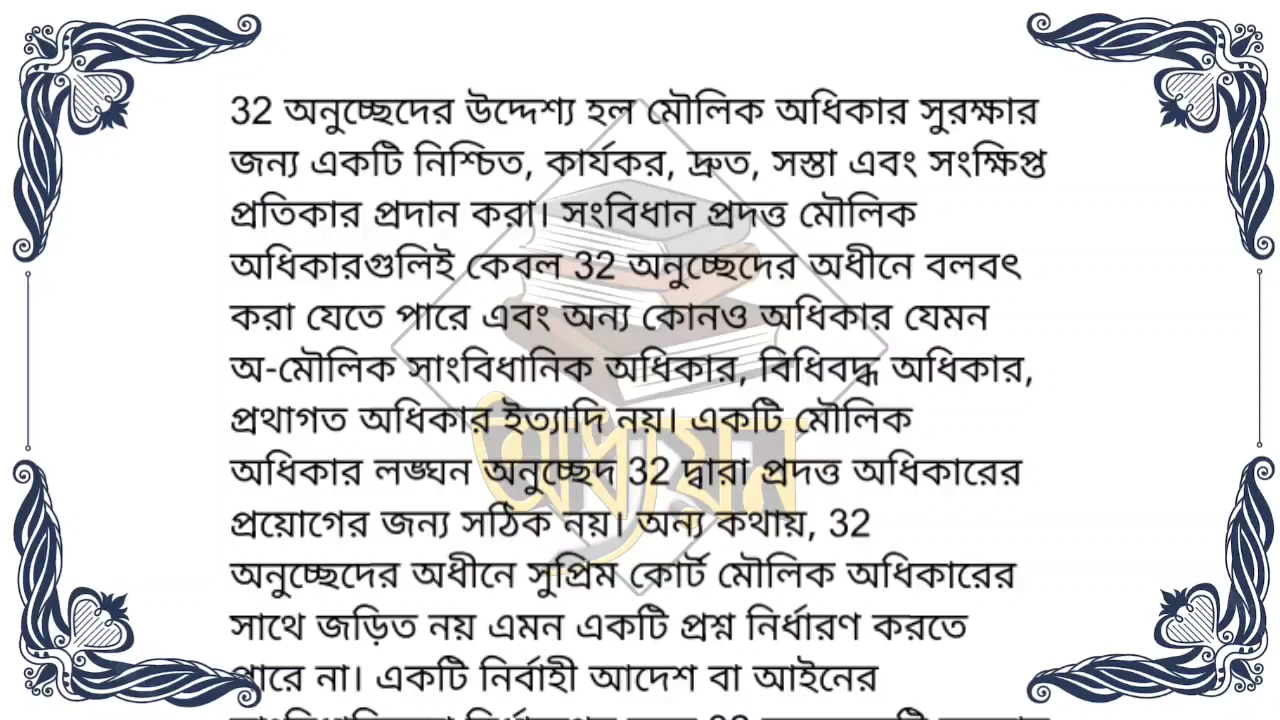 32 অনুচ্ছেদের উদ্দেশ্য হল মৌলিক অধিকার সুরক্ষার
জন্য একটি নিশ্চিত, কার্যকর, দ্রুত, সস্তা এবং সংক্ষিপ্ত
প্রতিকার প্রদান করা। সংবিধান প্রদত্ত মৌলিক
অধিকারগুলিই কেবল 32 অনুচ্ছেদের অধীনে বলবৎ
করা যেতে পারে এবং অন্য কোনও অধিকার যেমন
অ-মৌলিক সাংবিধানিক অধিকার, বিধিবদ্ধ অধিকার,
প্রথাগত অধিকার ইত্যাদি নয়। একটি মৌলিক
অধিকার লঙ্ঘন অনুচ্ছেদ 32 দ্বারা প্রদত্ত অধিকারের
প্রয়োগের জন্য সঠিক নয়। অন্য কথায়, 32
অনুচ্ছেদের অধীনে সুপ্রিম কোর্ট মৌলিক অধিকারের
সাথে জড়িত নয় এমন একটি প্রশ্ন নির্ধারণ করতে
পারে না। একটি নির্বাহী আদেশ বা আইনের
অধ্যয়ন